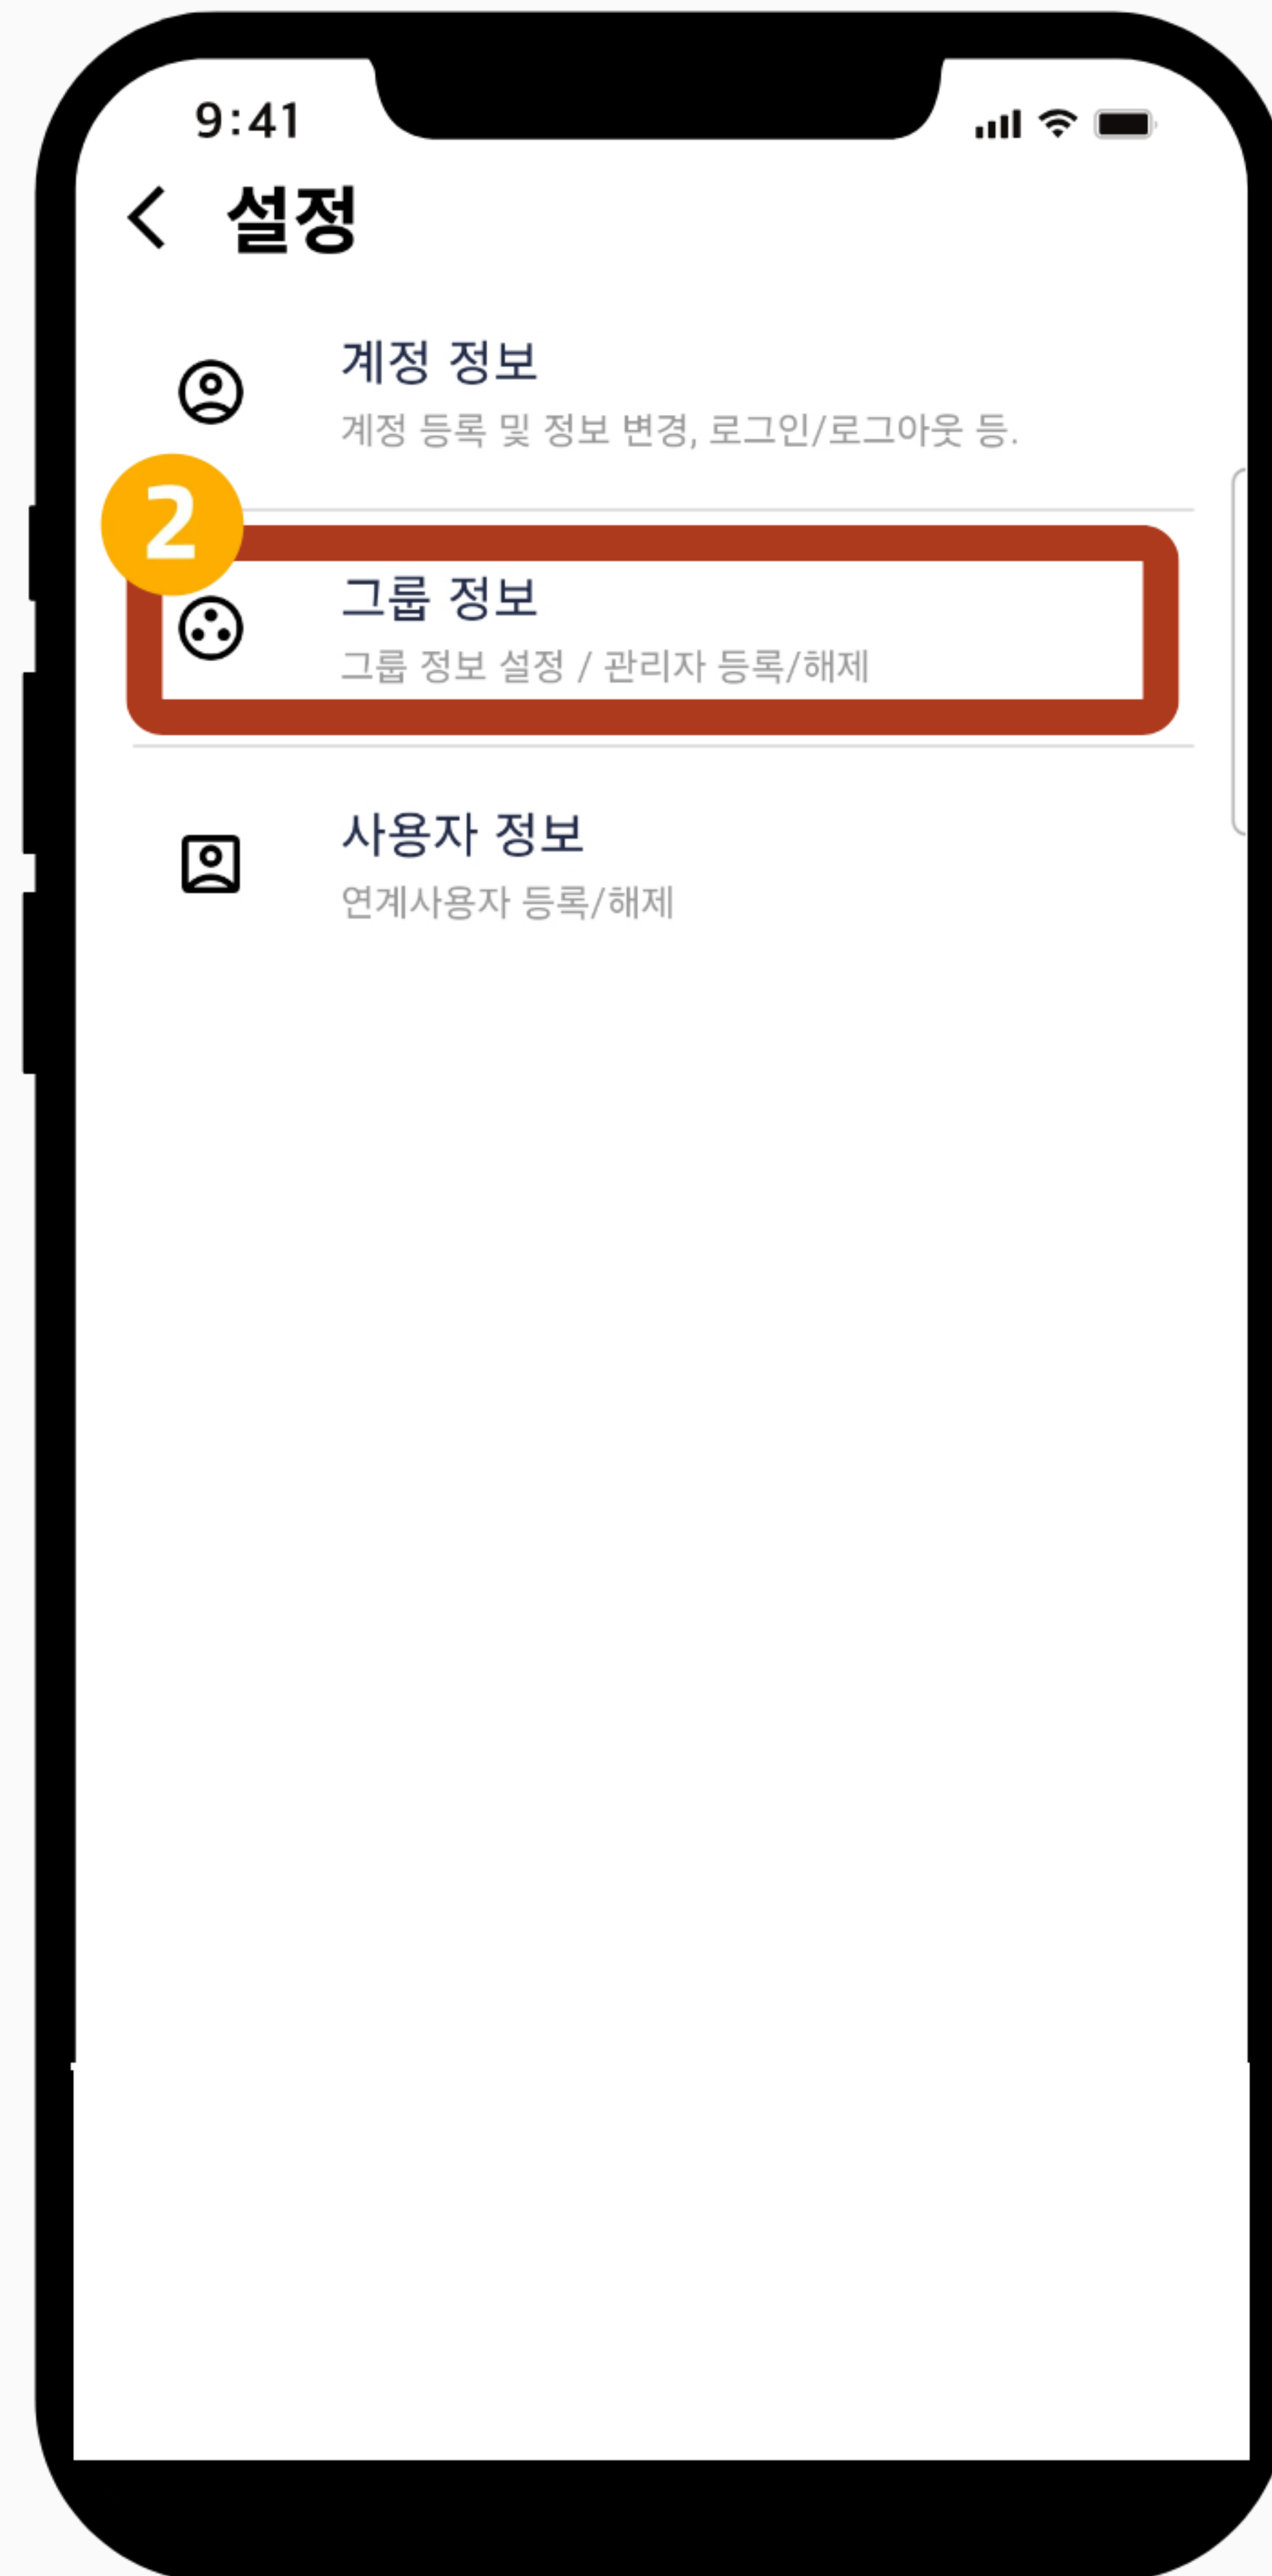 9:41
설정
계정 정보
계정 등록 및 정보 변경, 로그인/로그아웃 등.
2
그룹 정보
그룹 정보 설정 / 관리자 등록/해제
사용자 정보
연계사용자 등록/해제